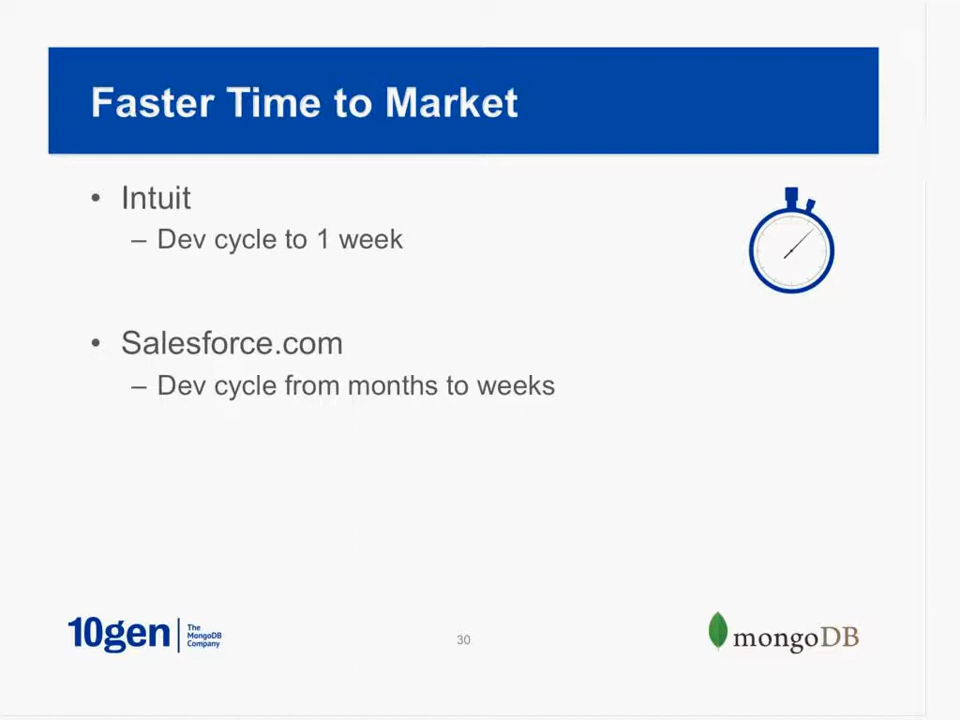 Faster Time to Market
• Intuit
– Dev cycle to 1 week
• Salesforce.com
– Dev cycle from months to weeks
10gen
The
MongoDB
Company
30
mongoDB